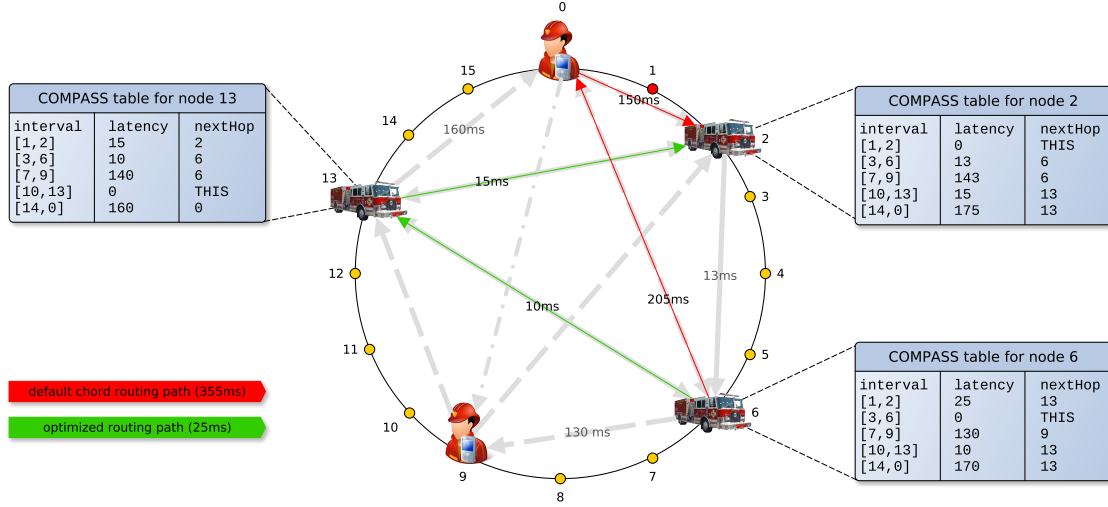 0
15
1
150ms
14
160ms
2
13
15ms
3
12
13ms
4
10ms
205ms
11
5
10
6
130 ms
9
8
7
COMPASS table for node 13
interval latency nextHop
[1,2] 15 2
[3,6] 10 6
[7,9] 140 6
[10,13] 0 THIS
[14,0] 160 0
COMPASS table for node 2
interval latency nextHop
[1,2] 0 THIS
[3,6] 13 6
[7,9] 143 6
[10,13] 15 13
[14,0] 175 13
COMPASS table for node 6
interval latency nextHop
[1,2] 25 13
[3,6] 0 THIS
[7,9] 130 9
[10,13] 10 13
[14,0] 170 13
default chord routing path (355ms)
optimized routing path (25ms)